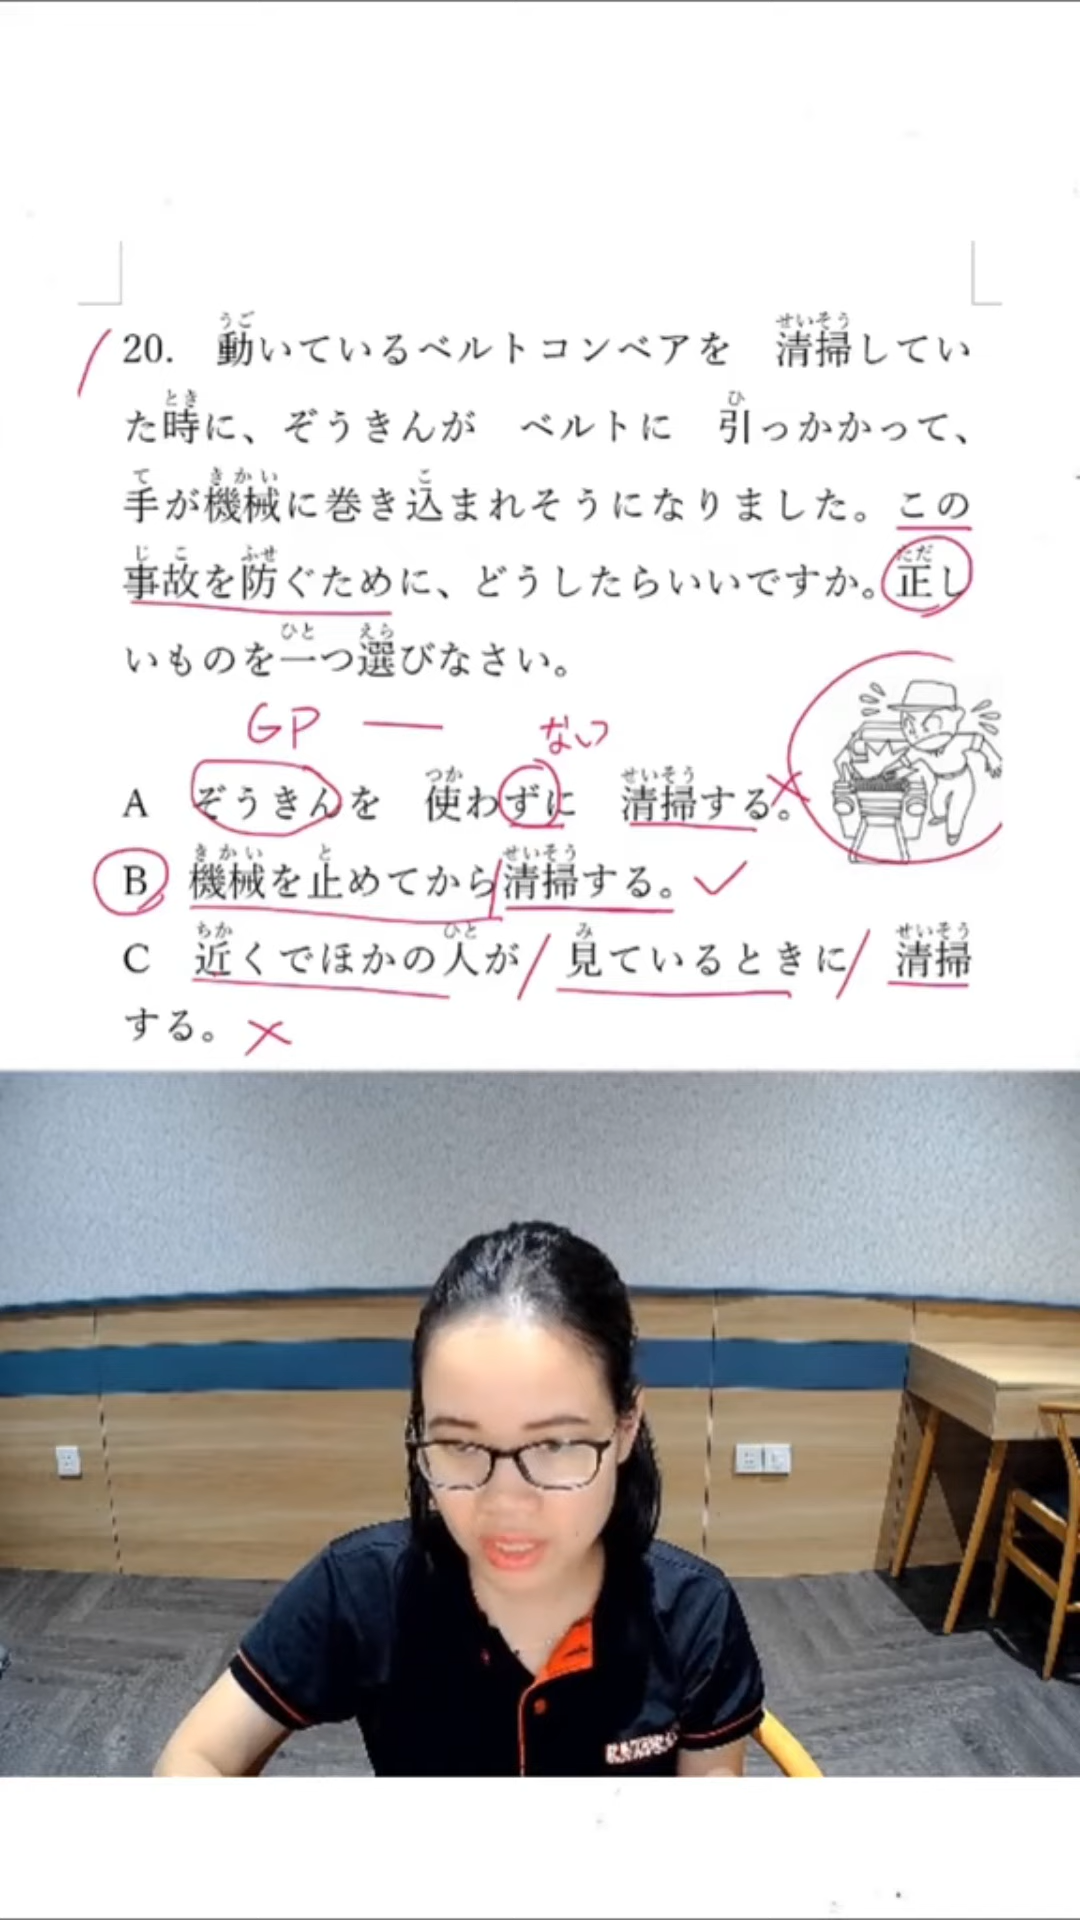 20. 動いているベルトコンベアを 清掃してい
た時に、ぞうきんが ベルトに 引っかかって、
手が機械に巻き込まれそうになりました。この
事故を防ぐために、どうしたらいいですか。正し
いものを一つ選びなさい。
GP — ない
A ぞうきんを 使わずに 清掃する。
B 機械を止めてから清掃する。
C 近くでほかの人が 見ているときに 清掃
する。